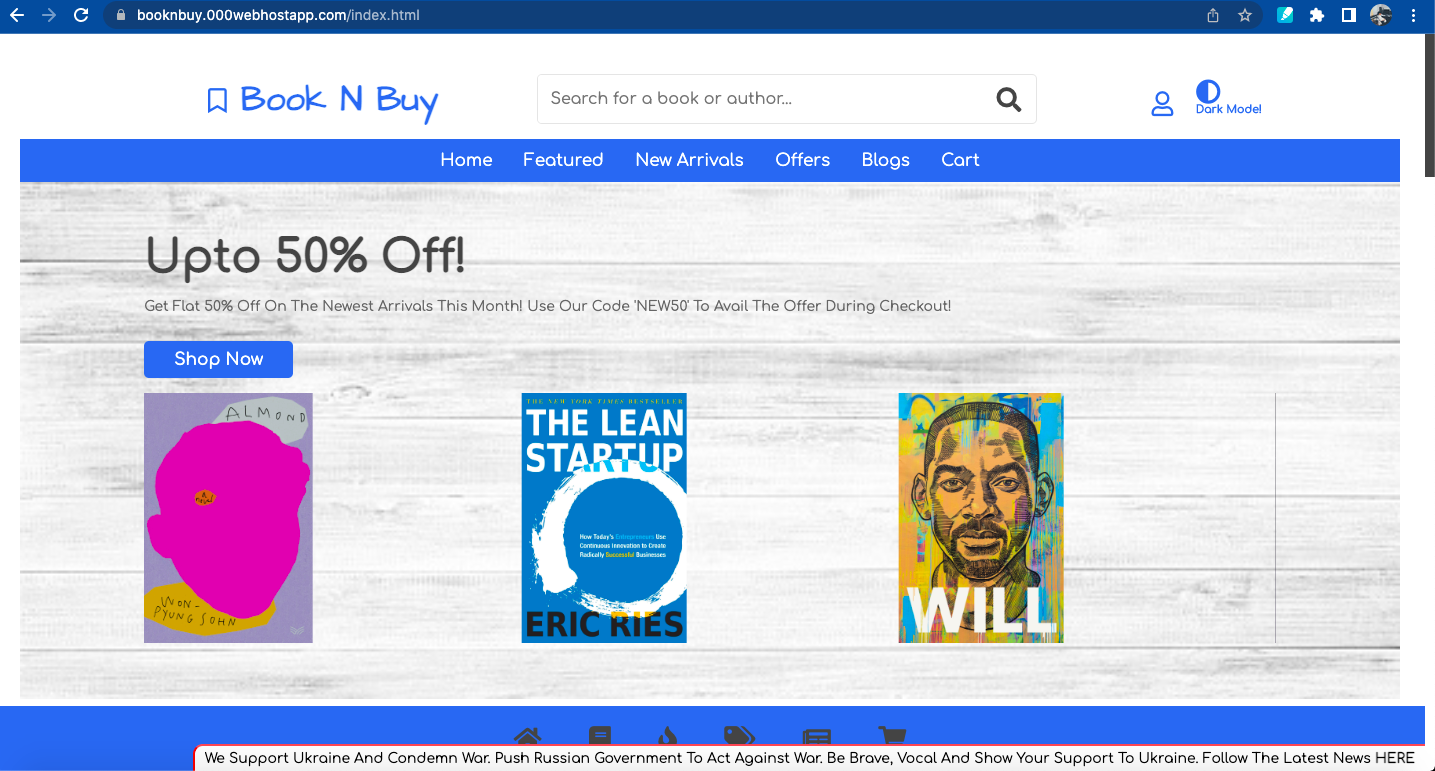 booknbuy.000webhostapp.com/index.html
Book N Buy
Search for a book or author...
Dark Mode!
Home Featured New Arrivals Offers Blogs Cart
Upto 50% Off!
Get Flat 50% Off On The Newest Arrivals This Month! Use Our Code 'NEW50' To Avail The Offer During Checkout!
Shop Now
ALMOND
a novel
WON-
PYUNG SOHN
THE NEW YORK TIMES BESTSELLER
THE LEAN
STARTUP
How Today's Entrepreneurs Use
Continuous Innovation to Create
Radically Successful Businesses
ERIC RIES
WILL
We Support Ukraine And Condemn War. Push Russian Government To Act Against War. Be Brave, Vocal And Show Your Support To Ukraine. Follow The Latest News HERE